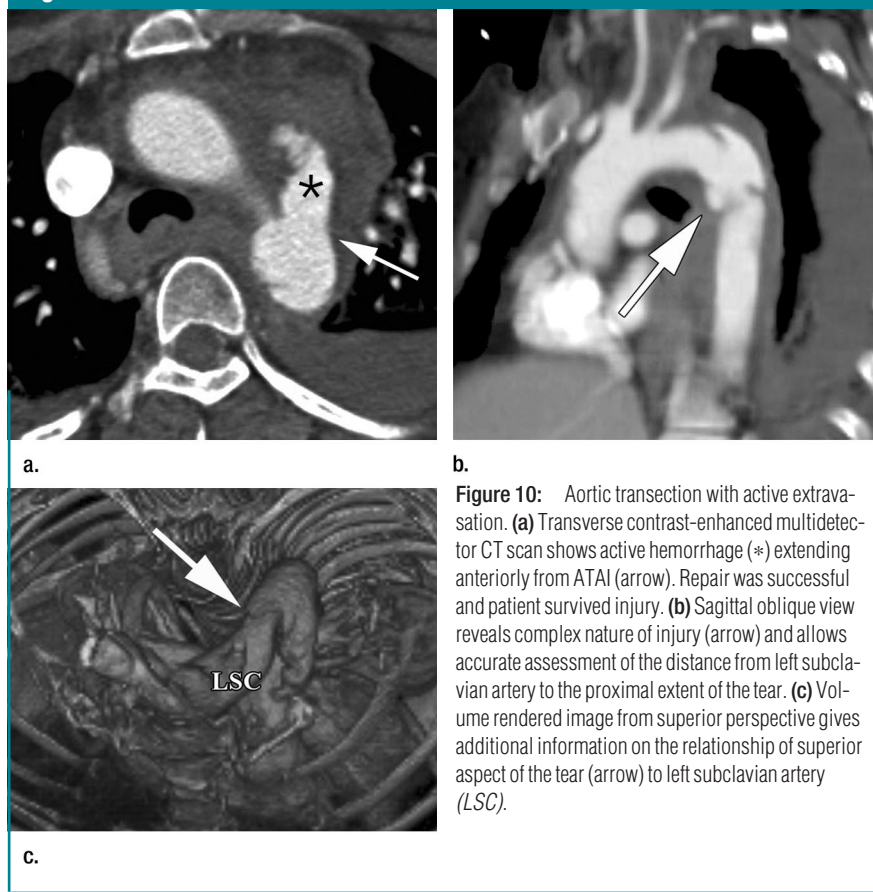 *
a.
b.
LSC
c.
Figure 10: Aortic transection with active extrava-
sation. (a) Transverse contrast-enhanced multidetec-
tor CT scan shows active hemorrhage (*) extending
anteriorly from ATAI (arrow). Repair was successful
and patient survived injury. (b) Sagittal oblique view
reveals complex nature of injury (arrow) and allows
accurate assessment of the distance from left subcla-
vian artery to the proximal extent of the tear. (c) Vol-
ume rendered image from superior perspective gives
additional information on the relationship of superior
aspect of the tear (arrow) to left subclavian artery
(LSC).